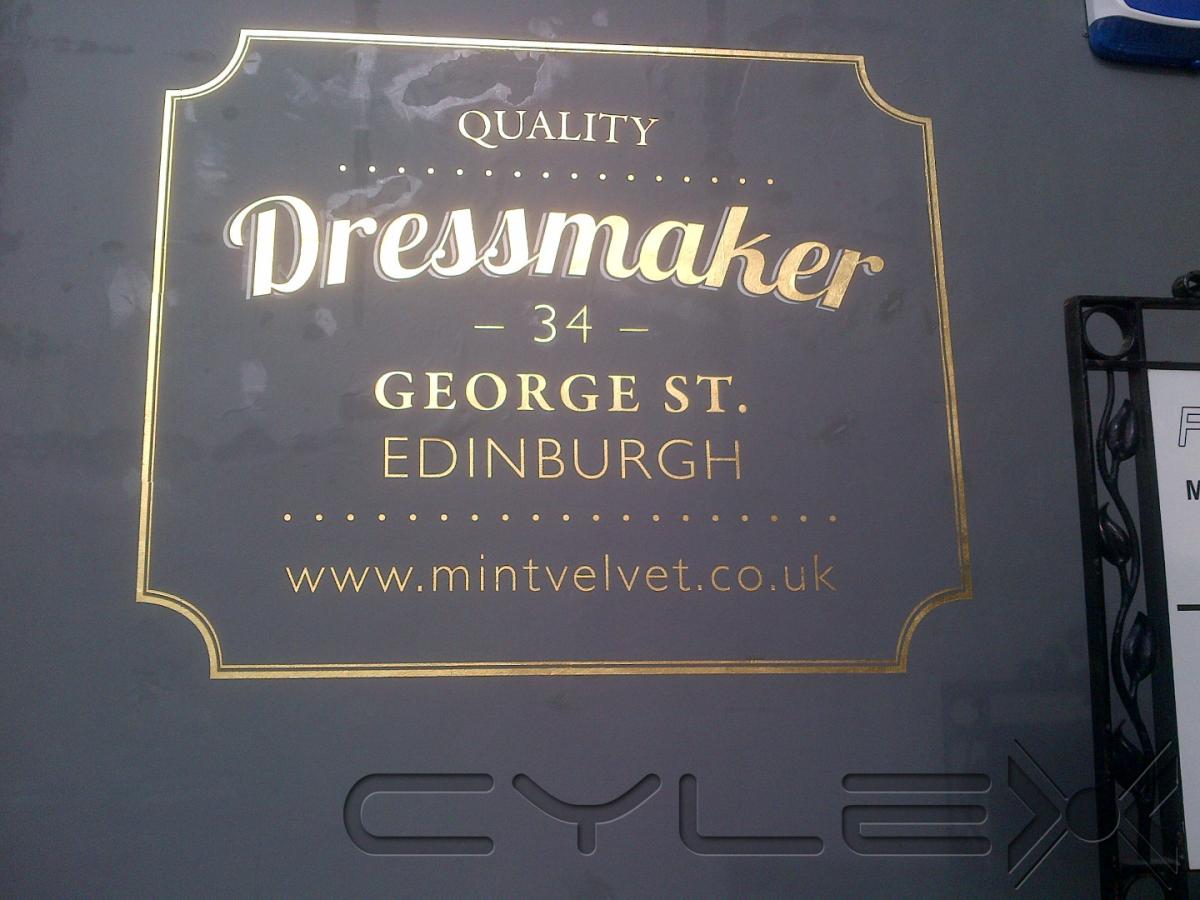 QUALITY
Dressmaker
– 34 –
GEORGE ST.
EDINBURGH
www.mintvelvet.co.uk
CYLEX